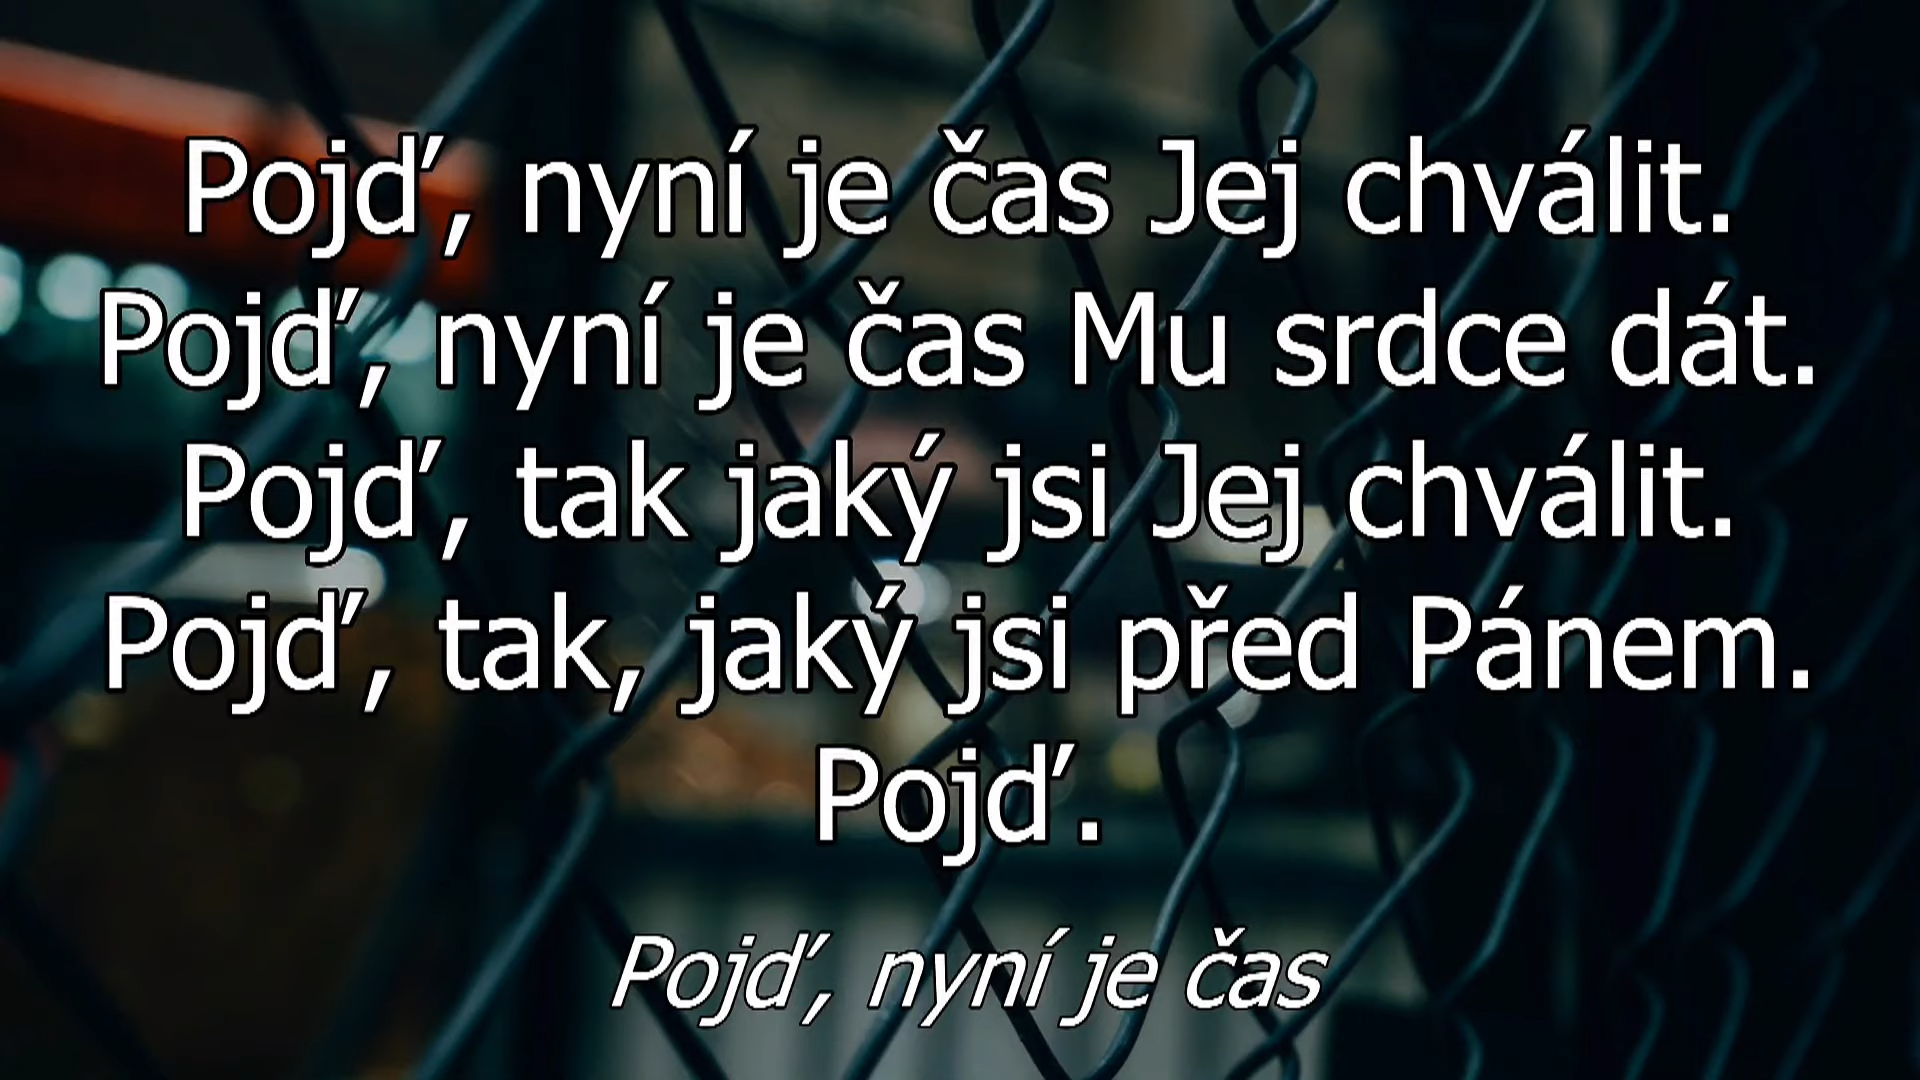 Pojď, nyní je čas Jej chválit.
Pojď, nyní je čas Mu srdce dát.
Pojď, tak jaký jsi Jej chválit.
Pojď, tak, jaký jsi před Pánem.
Pojď.
Pojď, nyní je čas